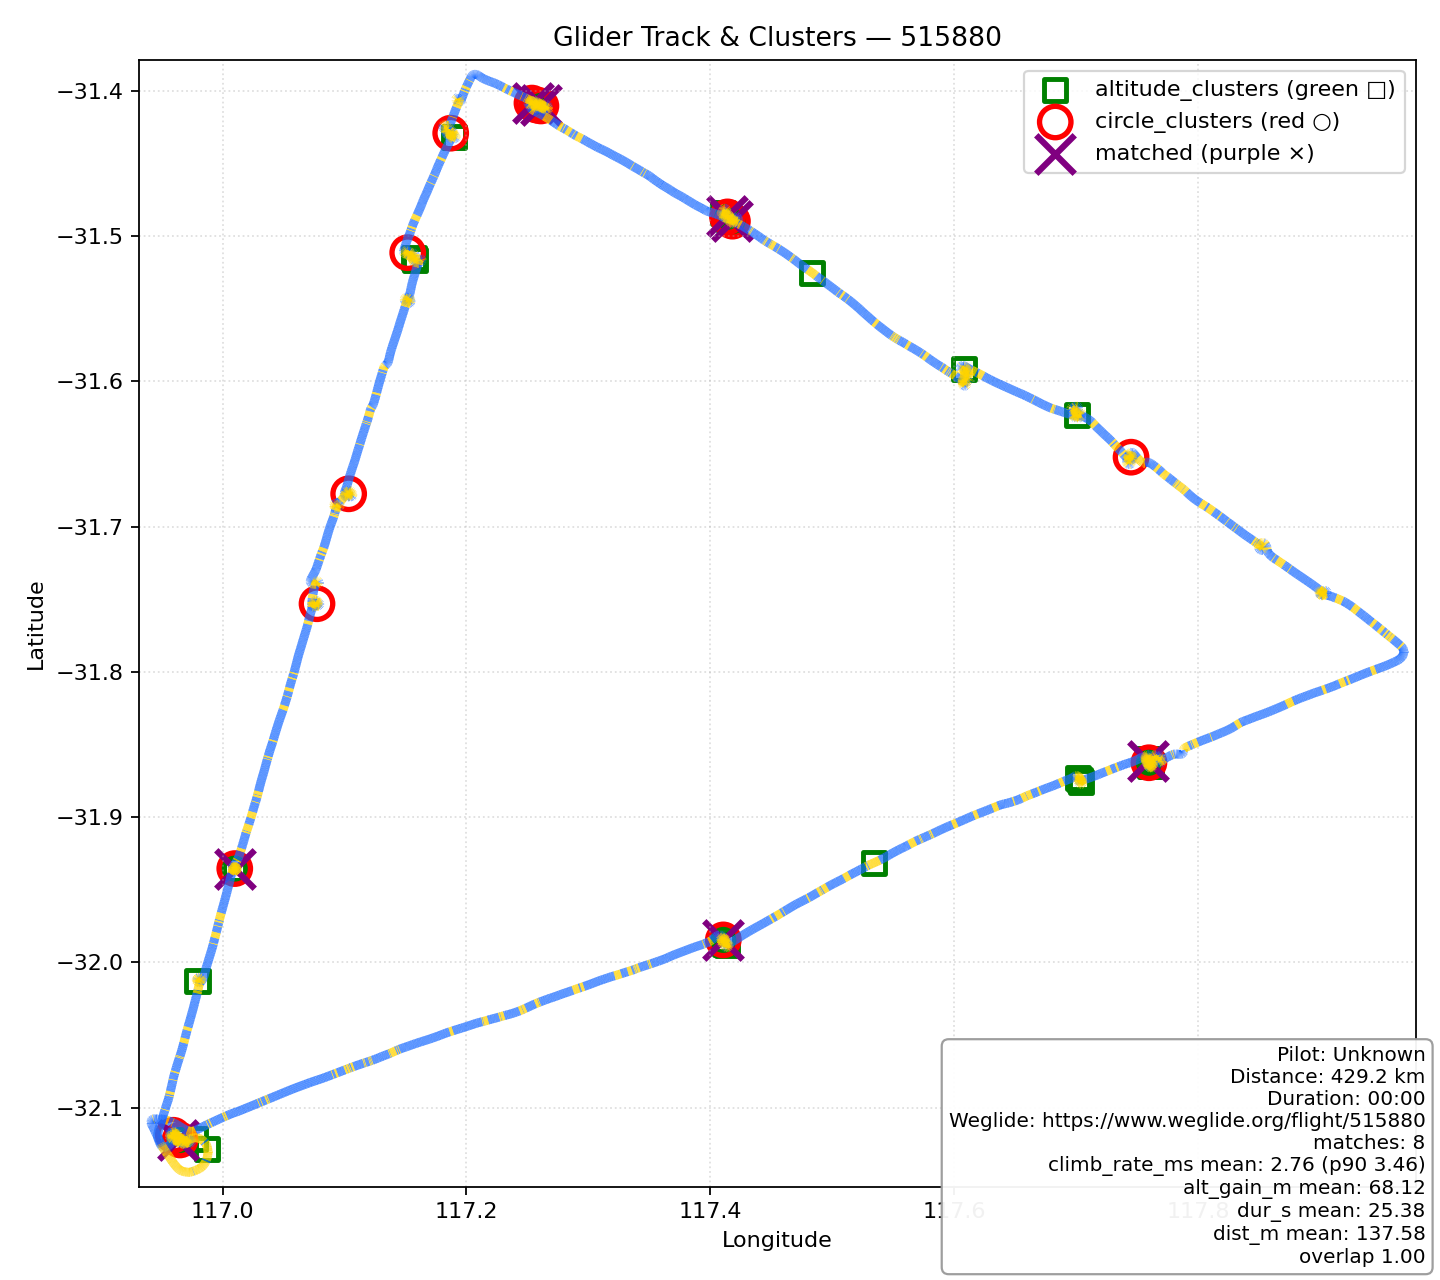 Glider Track & Clusters — 515880
altitude_clusters (green □)
circle_clusters (red ○)
matched (purple ×)
−31.4
−31.5
−31.6
−31.7
−31.8
−31.9
−32.0
−32.1
Latitude
117.0
117.2
117.4
117.6
117.8
Longitude
Pilot: Unknown
Distance: 429.2 km
Duration: 00:00
Weglide: https://www.weglide.org/flight/515880
matches: 8
climb_rate_ms mean: 2.76 (p90 3.46)
alt_gain_m mean: 68.12
dur_s mean: 25.38
dist_m mean: 137.58
overlap 1.00